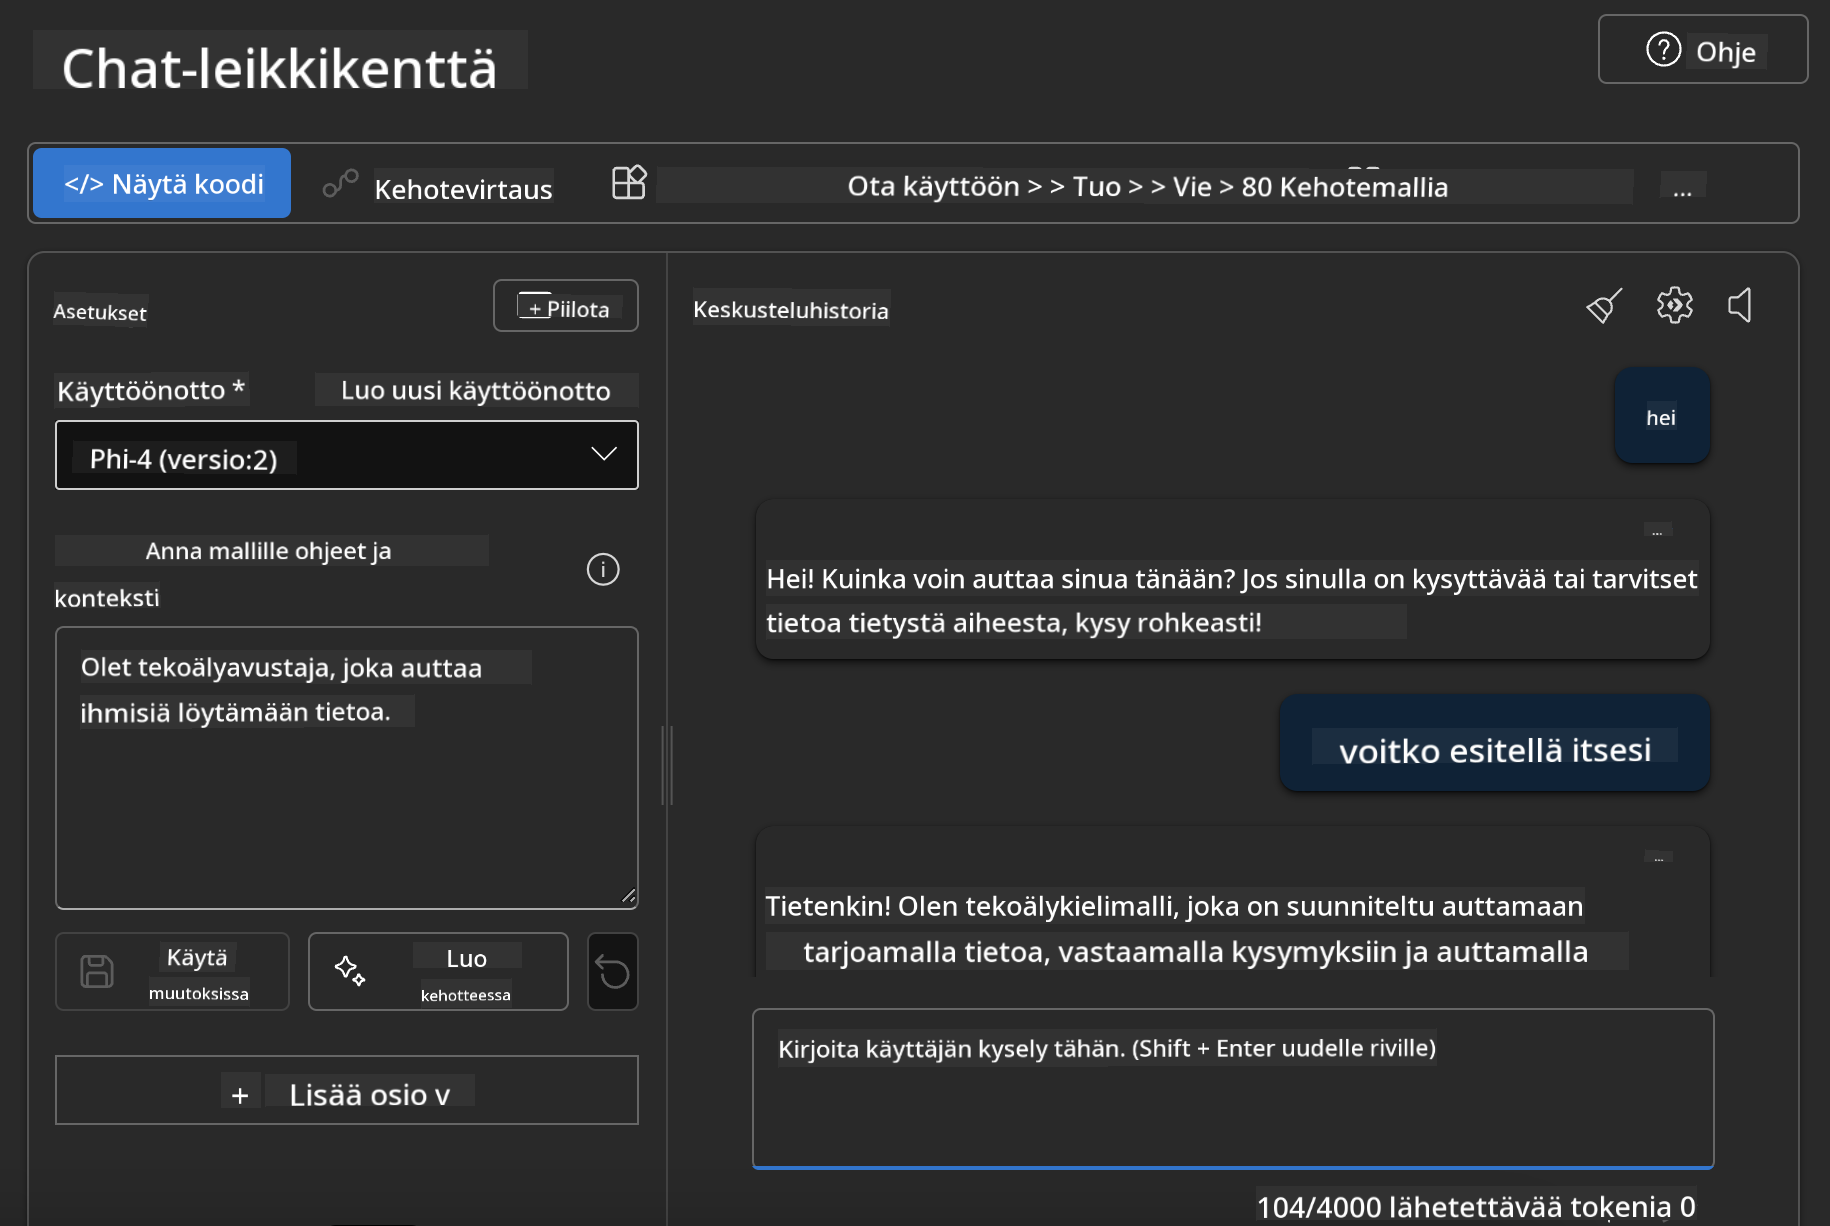 Chat-leikkikenttä
Ohje
</> Näytä koodi
Kehotevirtaus
Ota käyttöön > > Tuo > > Vie > 80 Kehotemallia
...
Asetukset
+ Piilota
Käyttöönotto *
Luo uusi käyttöönotto
Phi-4 (versio:2)
Anna mallille ohjeet ja
konteksti
Olet tekoälyavustaja, joka auttaa
ihmisiä löytämään tietoa.
Käytä
muutoksissa
Luo
kehotteessa
+ Lisää osio v
Keskusteluhistoria
hei
...
Hei! Kuinka voin auttaa sinua tänään? Jos sinulla on kysyttävää tai tarvitset
tietoa tietystä aiheesta, kysy rohkeasti!
voitko esitellä itsesi
...
Tietenkin! Olen tekoälykielimalli, joka on suunniteltu auttamaan
tarjoamalla tietoa, vastaamalla kysymyksiin ja auttamalla
Kirjoita käyttäjän kysely tähän. (Shift + Enter uudelle riville)
104/4000 lähetettävää tokenia 0